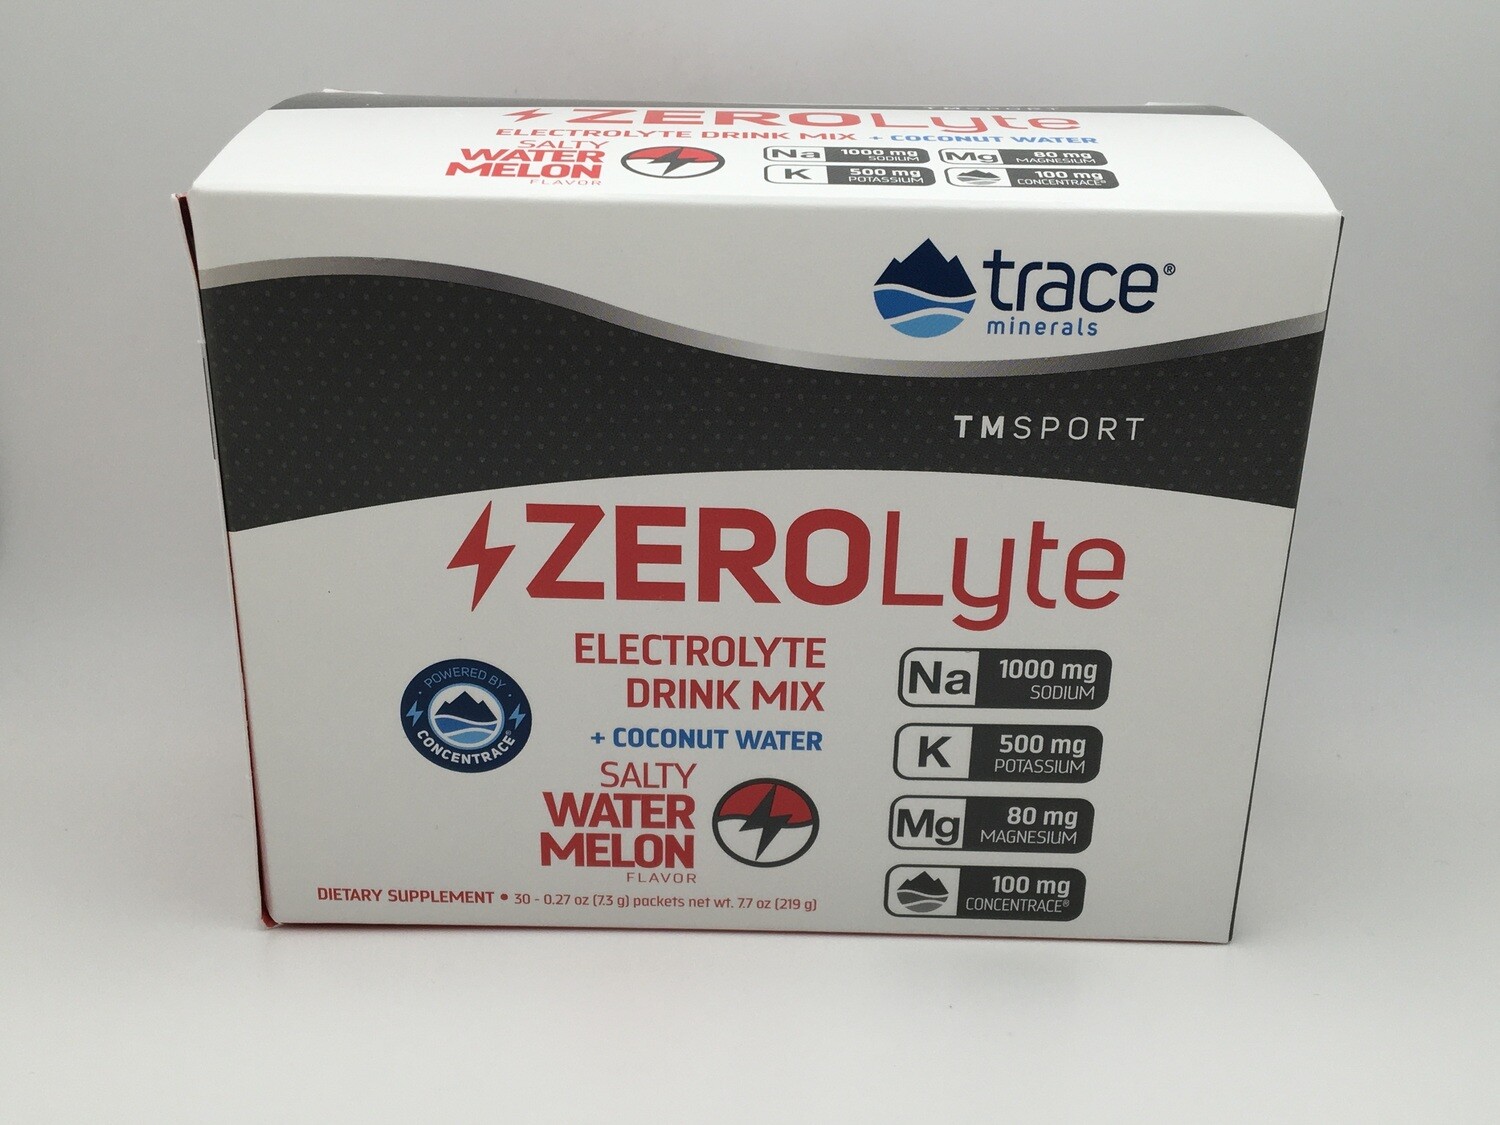 TMSPORT
ZEROLyte
ELECTROLYTE DRINK MIX + COCONUT WATER
SALTY
WATER
MELON
FLAVOR
Na 1000 mg
SODIUM
Mg 80 mg
MAGNESIUM
K 500 mg
POTASSIUM
100 mg
CONCENTRACE®
trace®
minerals
TMSPORT
ZEROLyte
ELECTROLYTE
DRINK MIX
+ COCONUT WATER
POWERED BY
CONCENTRACE®
SALTY
WATER
MELON
FLAVOR
Na 1000 mg
SODIUM
K 500 mg
POTASSIUM
Mg 80 mg
MAGNESIUM
100 mg
CONCENTRACE®
DIETARY SUPPLEMENT • 30 - 0.27 oz (7.3 g) packets net wt. 7.7 oz (219 g)